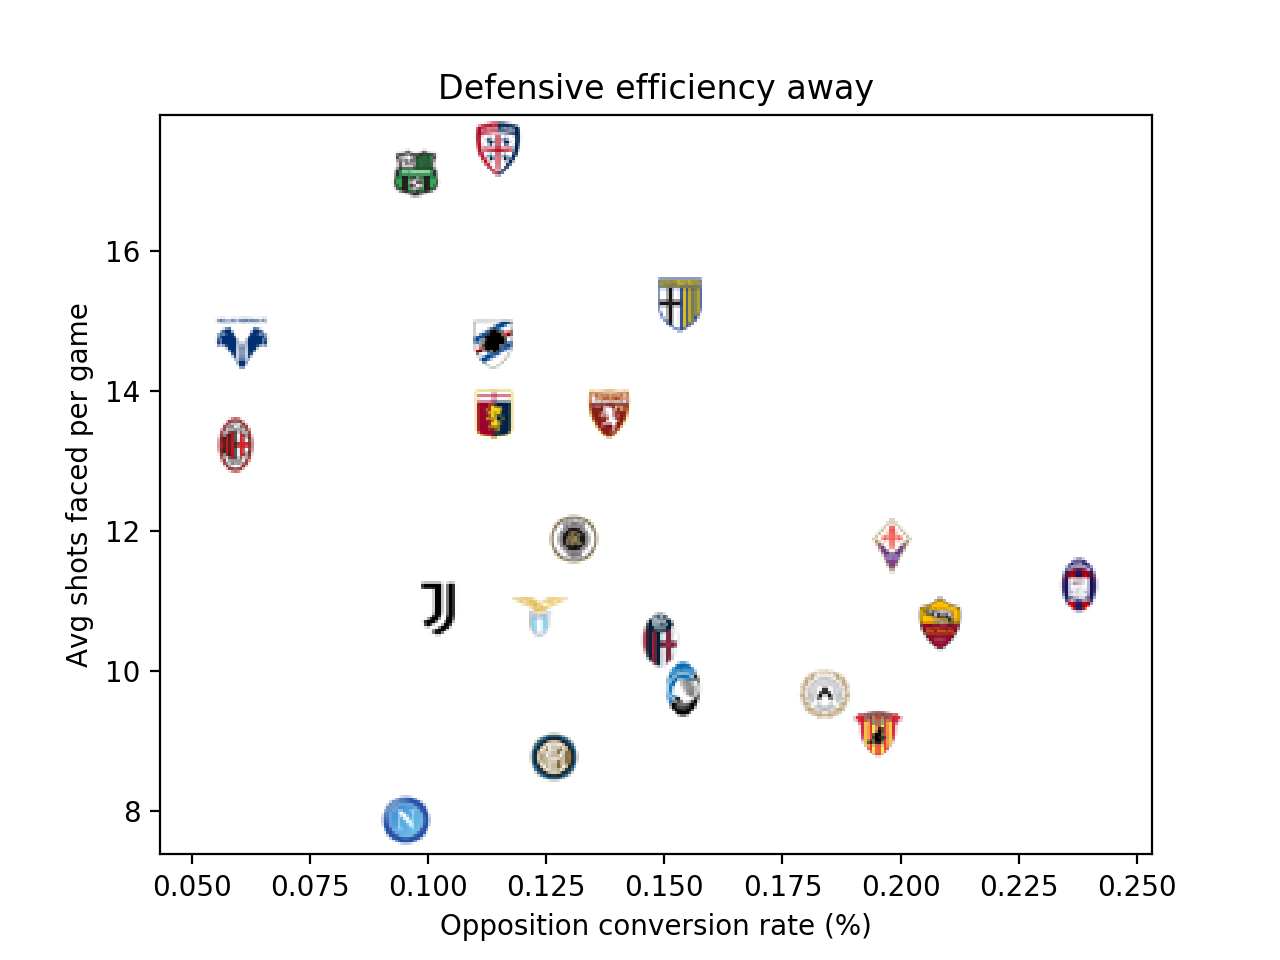 Defensive efficiency away
Avg shots faced per game
16
14
12
10
8
0.050 0.075 0.100 0.125 0.150 0.175 0.200 0.225 0.250
Opposition conversion rate (%)
TORINO
N